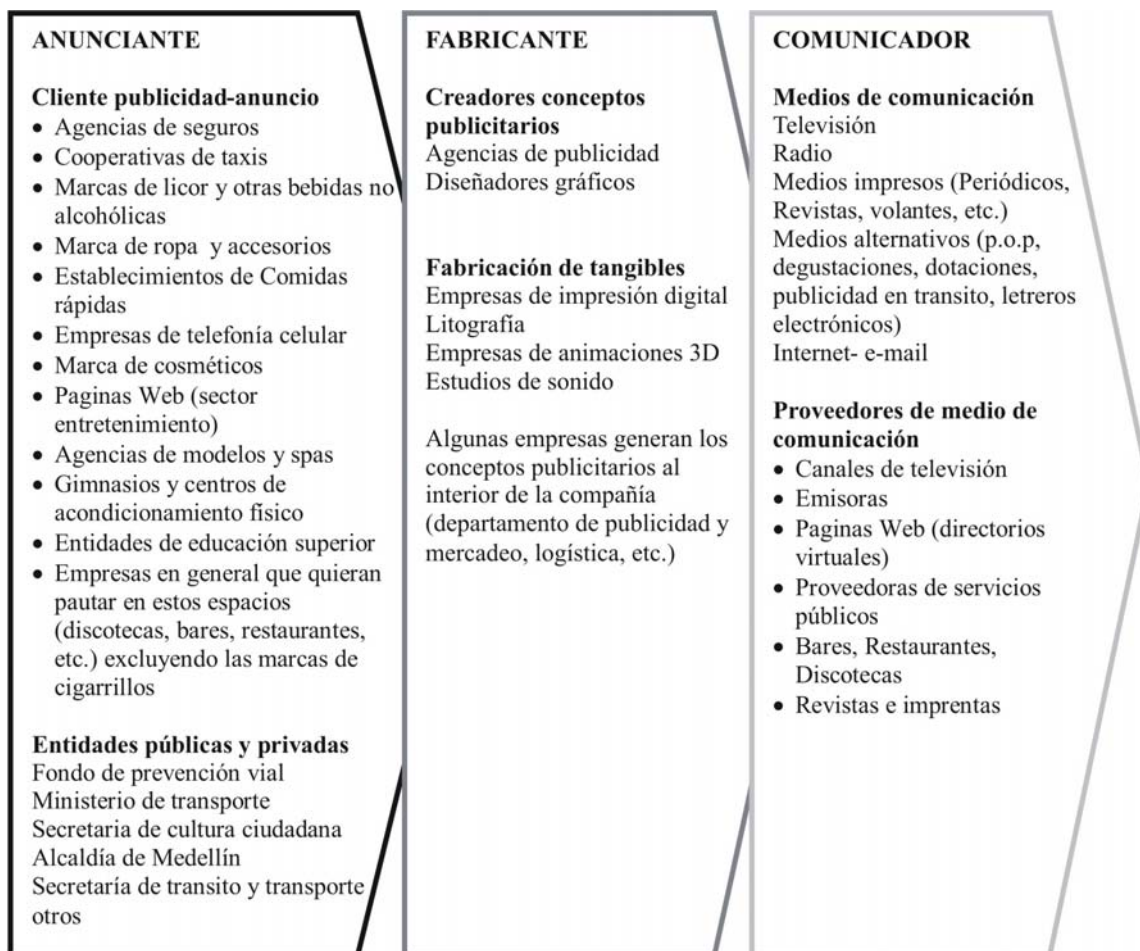 ANUNCIANTE
Cliente publicidad-anuncio
• Agencias de seguros
• Cooperativas de taxis
• Marcas de licor y otras bebidas no
alcohólicas
• Marca de ropa y accesorios
• Establecimientos de Comidas
rápidas
• Empresas de telefonía celular
• Marca de cosméticos
• Paginas Web (sector
entretenimiento)
• Agencias de modelos y spas
• Gimnasios y centros de
acondicionamiento físico
• Entidades de educación superior
• Empresas en general que quieran
pautar en estos espacios
(discotecas, bares, restaurantes,
etc.) excluyendo las marcas de
cigarrillos
Entidades públicas y privadas
Fondo de prevención vial
Ministerio de transporte
Secretaria de cultura ciudadana
Alcaldía de Medellín
Secretaría de transito y transporte
otros
FABRICANTE
Creadores conceptos
publicitarios
Agencias de publicidad
Diseñadores gráficos
Fabricación de tangibles
Empresas de impresión digital
Litografía
Empresas de animaciones 3D
Estudios de sonido
Algunas empresas generan los
conceptos publicitarios al
interior de la compañía
(departamento de publicidad y
mercadeo, logística, etc.)
COMUNICADOR
Medios de comunicación
Televisión
Radio
Medios impresos (Periódicos,
Revistas, volantes, etc.)
Medios alternativos (p.o.p,
degustaciones, dotaciones,
publicidad en transito, letreros
electrónicos)
Internet- e-mail
Proveedores de medio de
comunicación
• Canales de televisión
• Emisoras
• Paginas Web (directorios
virtuales)
• Proveedoras de servicios
públicos
• Bares, Restaurantes,
Discotecas
• Revistas e imprentas